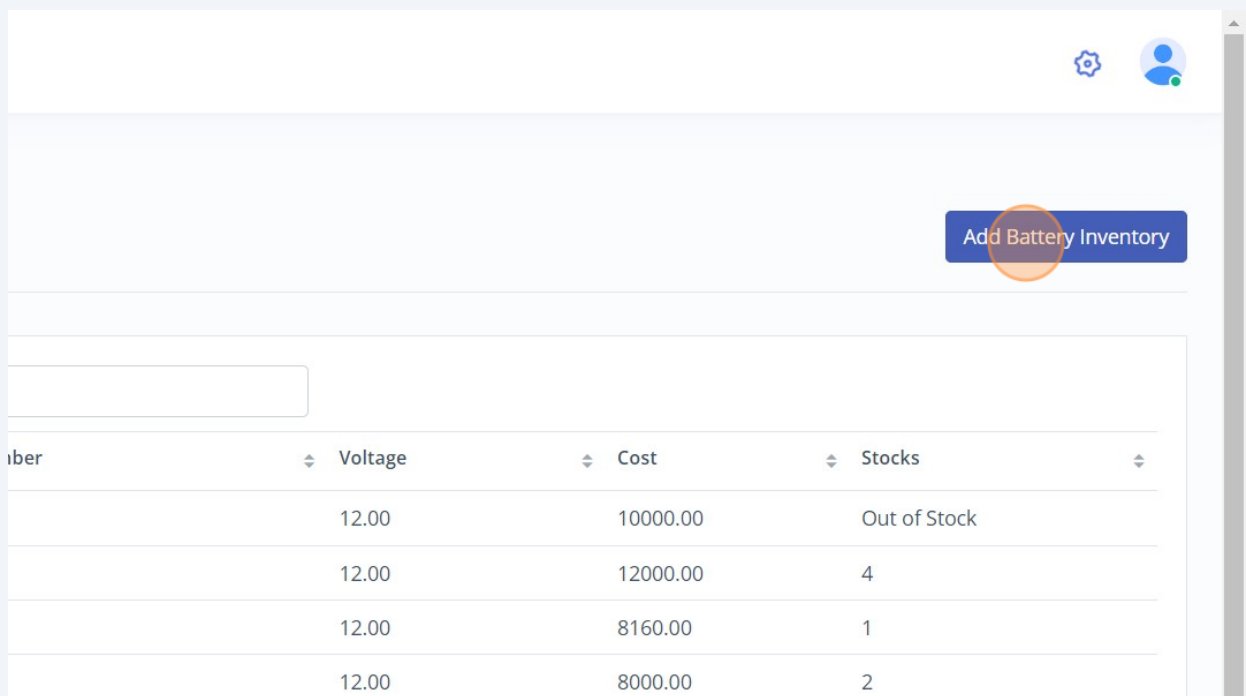 Add Battery Inventory
Voltage Cost Stocks
12.00 10000.00 Out of Stock
12.00 12000.00 4
12.00 8160.00 1
12.00 8000.00 2